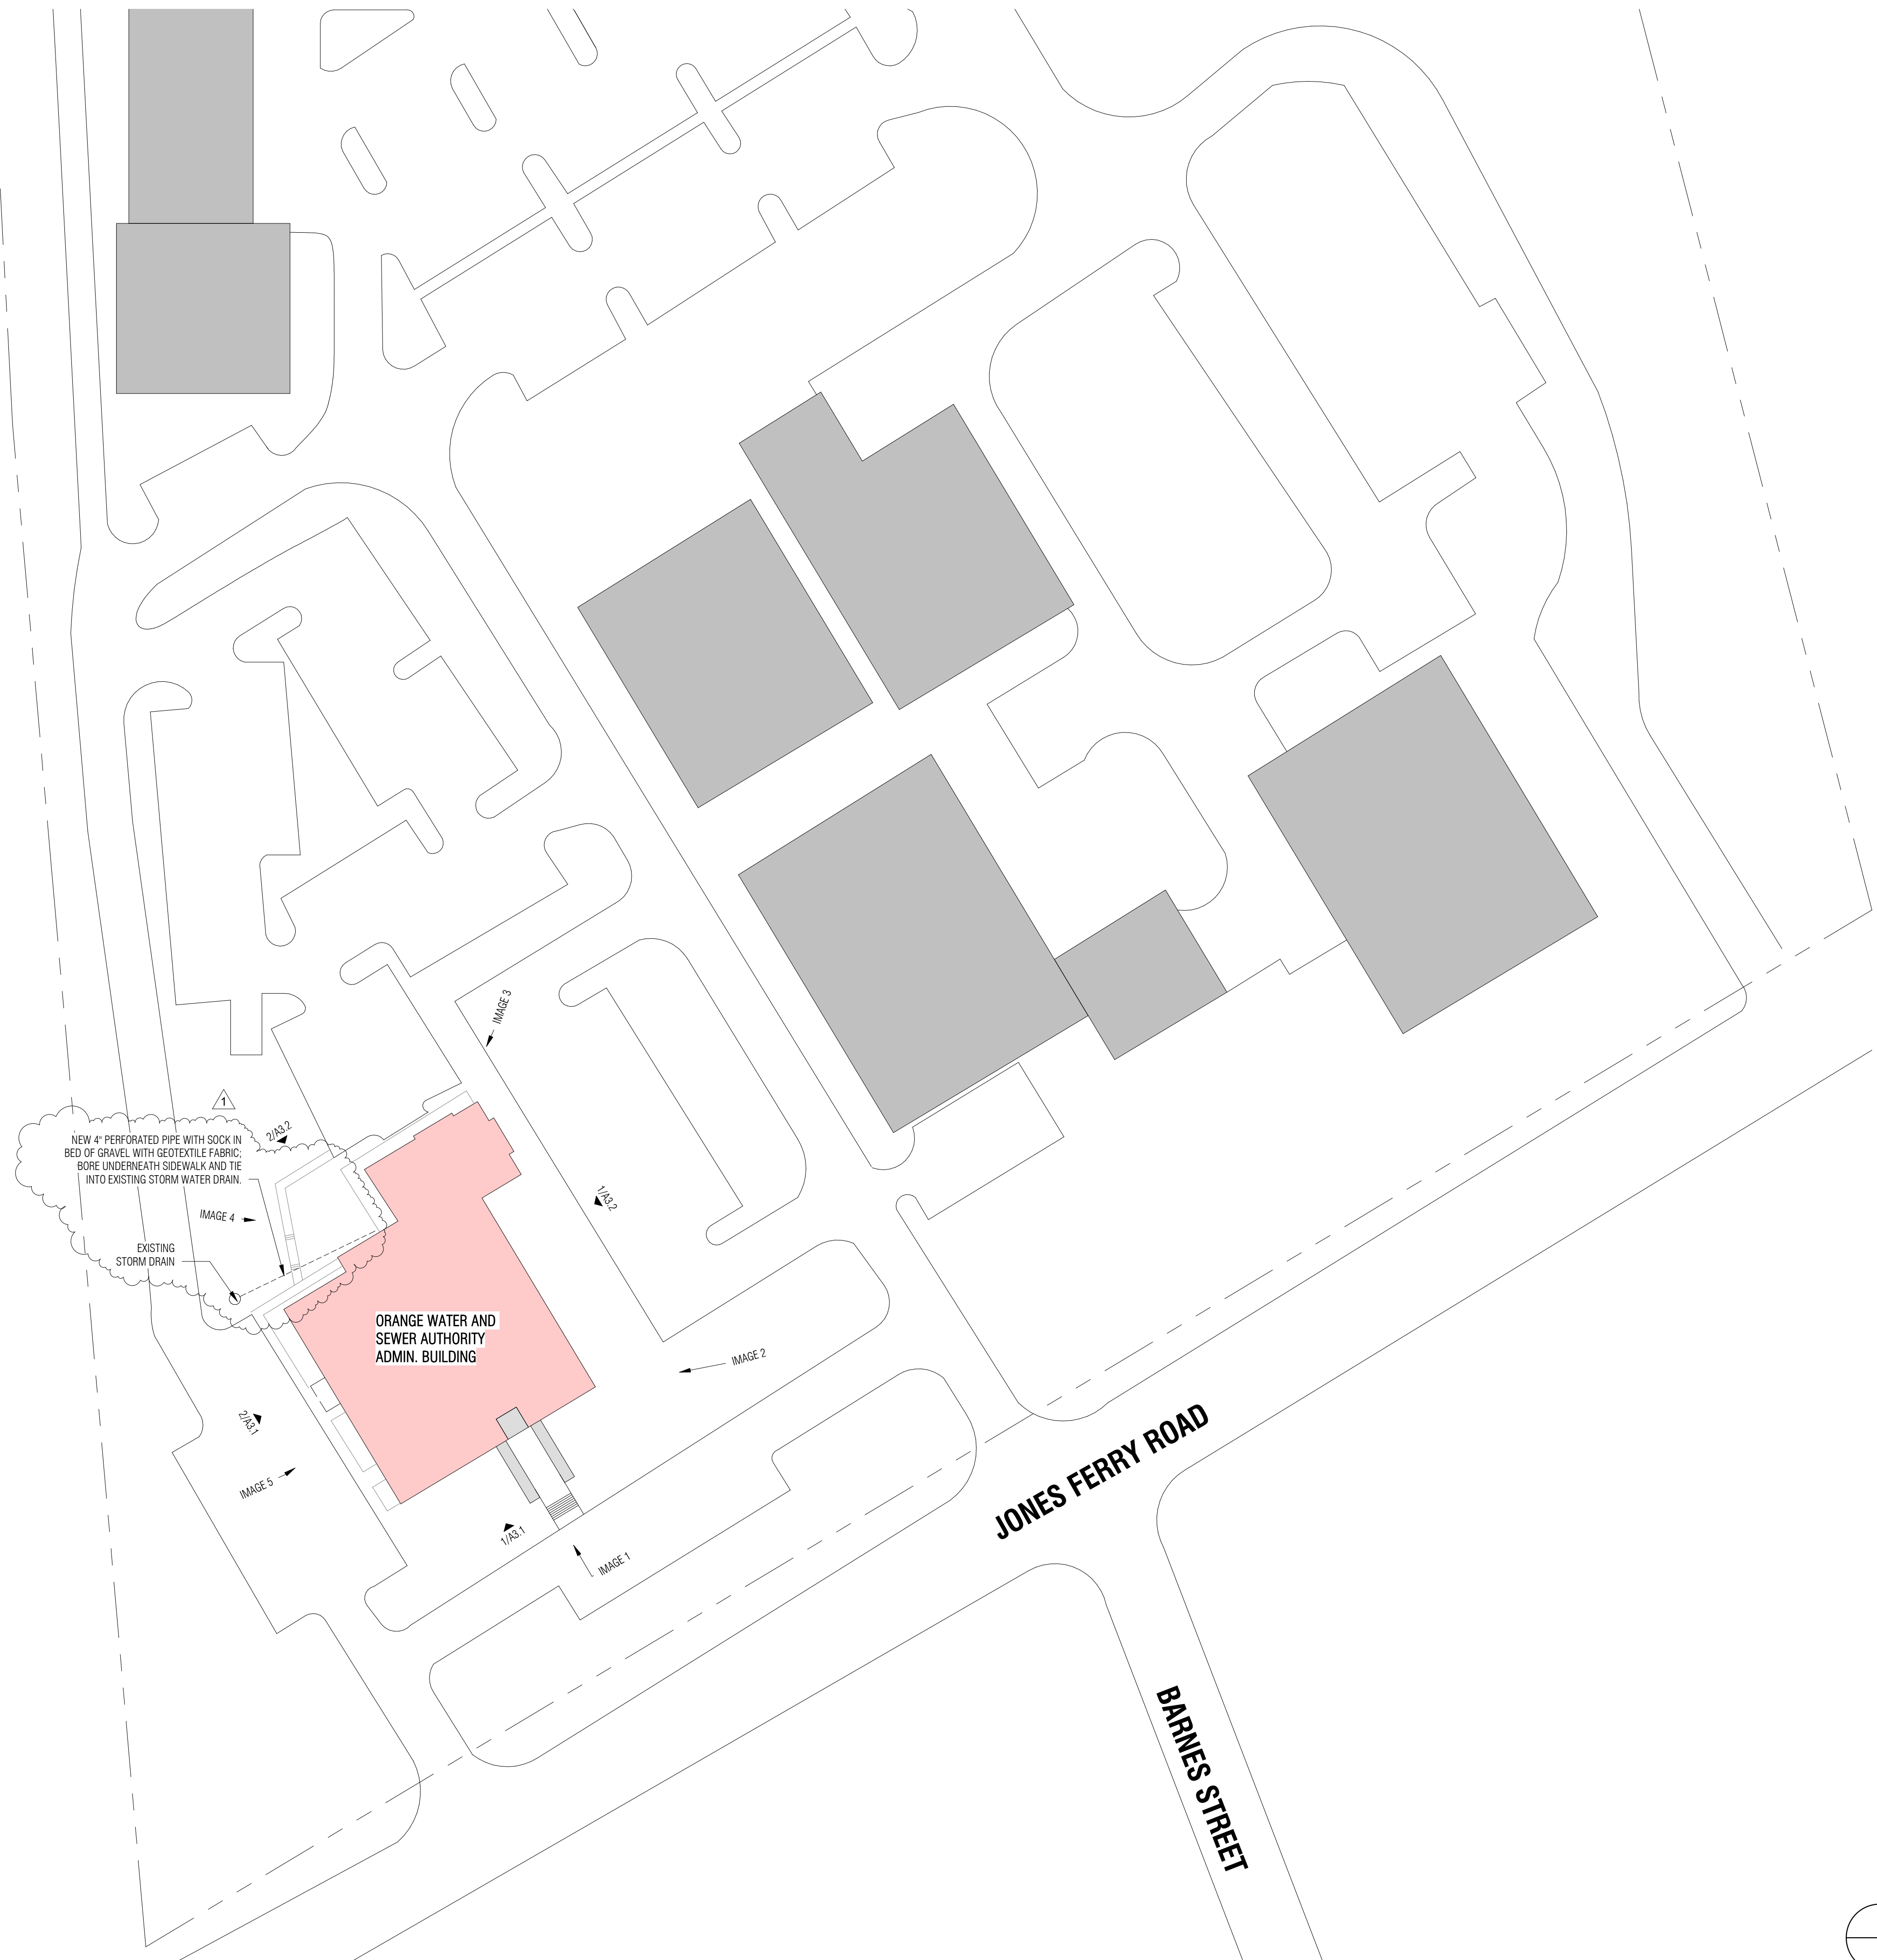 IMAGE 3
1
2/A3.2
NEW 4" PERFORATED PIPE WITH SOCK IN
BED OF GRAVEL WITH GEOTEXTILE FABRIC;
BORE UNDERNEATH SIDEWALK AND TIE
INTO EXISTING STORM WATER DRAIN.
1/A3.2
IMAGE 4
EXISTING
STORM DRAIN
ORANGE WATER AND
SEWER AUTHORITY
ADMIN. BUILDING
IMAGE 2
2/A3.1
IMAGE 5
1/A3.1
IMAGE 1
JONES FERRY ROAD
BARNES STREET